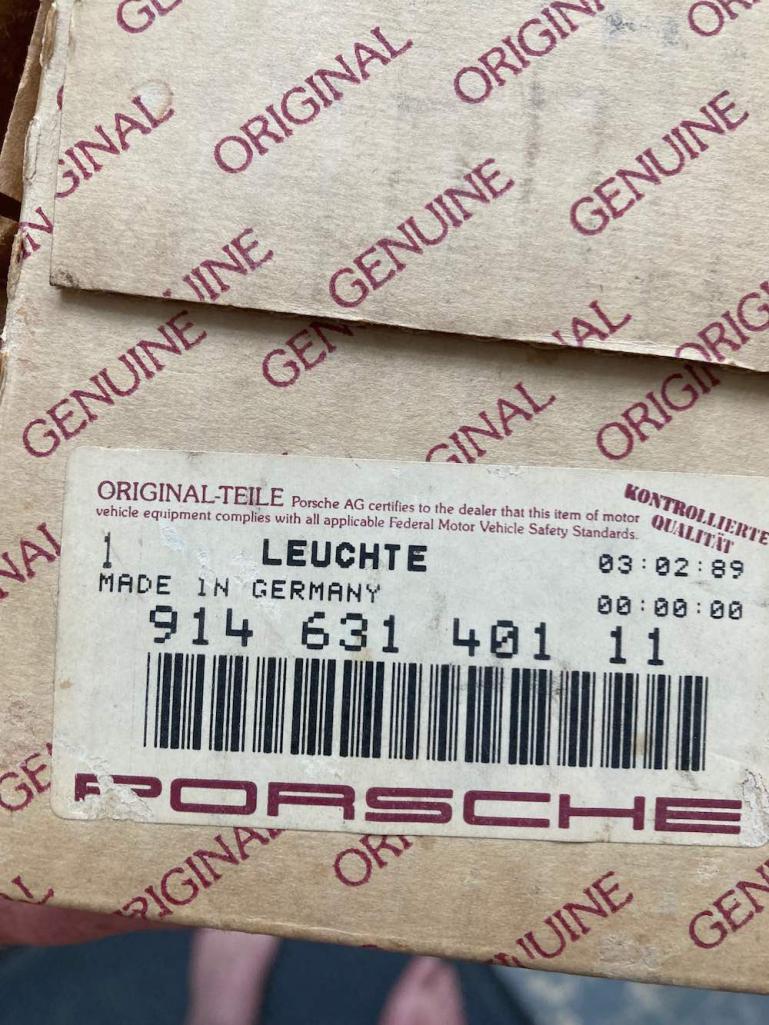 ORIGINAL
ORIGINAL
GENUINE
GENUINE
GENUINE
ORIGINAL-TEILE Porsche AG certifies to the dealer that this item of motor
vehicle equipment complies with all applicable Federal Motor Vehicle Safety Standards.
KONTROLLIERTE
QUALITÄT
1 LEUCHTE 03:02:89
MADE IN GERMANY 00:00:00
914 631 401 11
PORSCHE